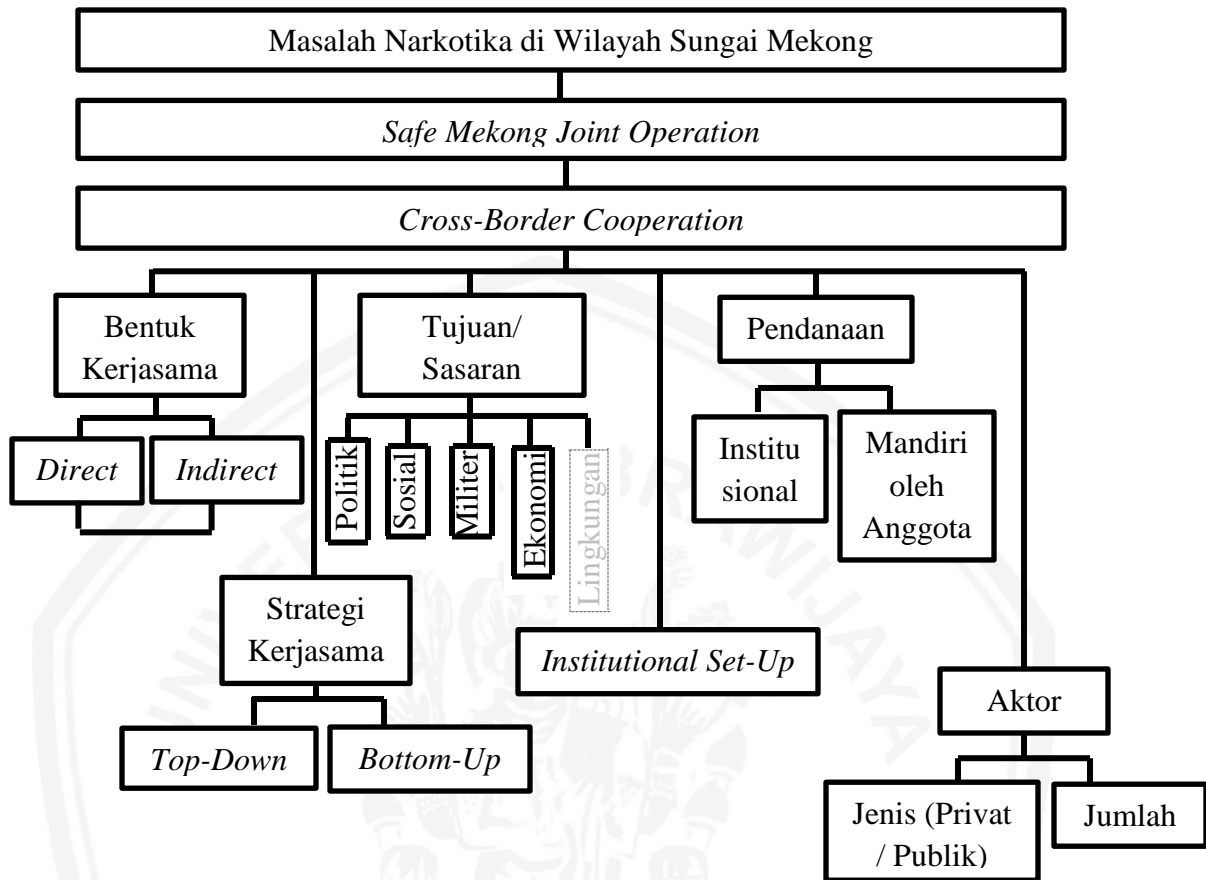 Masalah Narkotika di Wilayah Sungai Mekong
Safe Mekong Joint Operation
Cross-Border Cooperation
Bentuk
Kerjasama
Direct
Indirect
Strategi
Kerjasama
Top-Down
Bottom-Up
Tujuan/
Sasaran
Politik
Sosial
Militer
Ekonomi
Lingkungan
Institutional Set-Up
Pendanaan
Institu
sional
Mandiri
oleh
Anggota
Aktor
Jenis (Privat
/ Publik)
Jumlah
UNIVERSITAS BRAWIJAYA